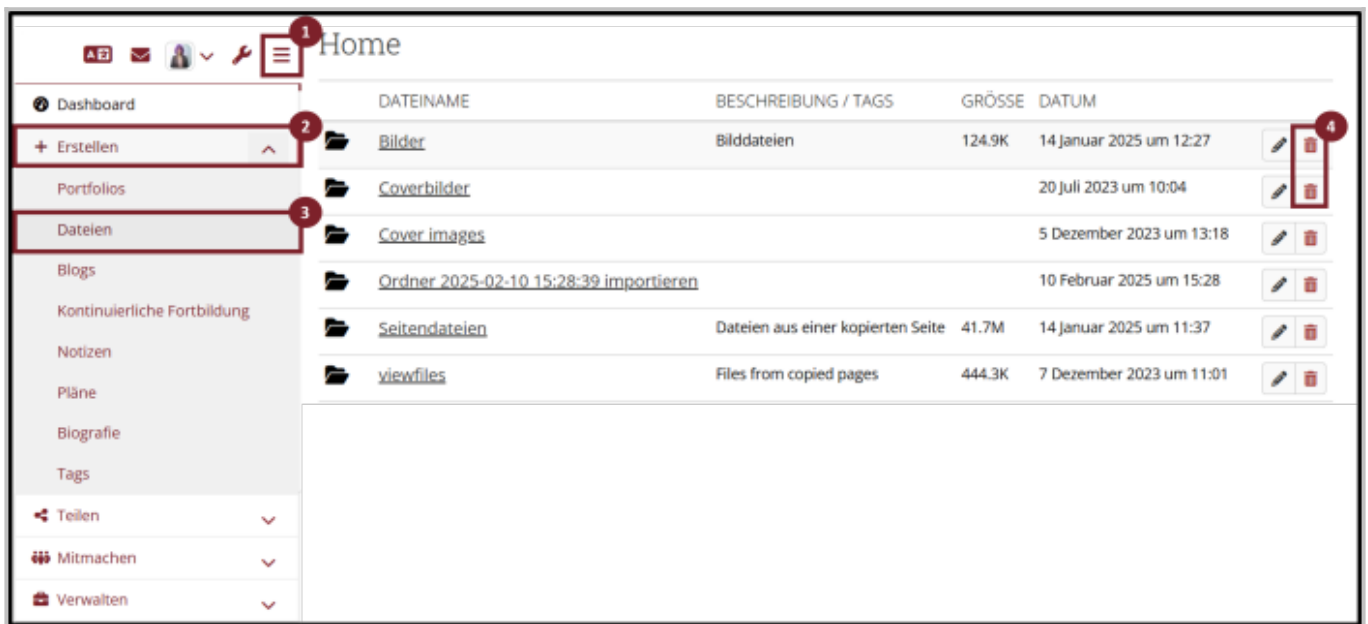 1
Home
Dashboard
DATEINAME BESCHREIBUNG / TAGS GRÖSSE DATUM
2
4
+ Erstellen
Bilder Bilddateien 124.9K 14 Januar 2025 um 12:27
Portfolios
Coverbilder 20 Juli 2023 um 10:04
3
Dateien
Cover images 5 Dezember 2023 um 13:18
Blogs
Ordner 2025-02-10 15:28:39 importieren 10 Februar 2025 um 15:28
Kontinuierliche Fortbildung
Seitendateien Dateien aus einer kopierten Seite 41.7M 14 Januar 2025 um 11:37
Notizen
viewfiles Files from copied pages 444.3K 7 Dezember 2023 um 11:01
Pläne
Biografie
Tags
Teilen
Mitmachen
Verwalten